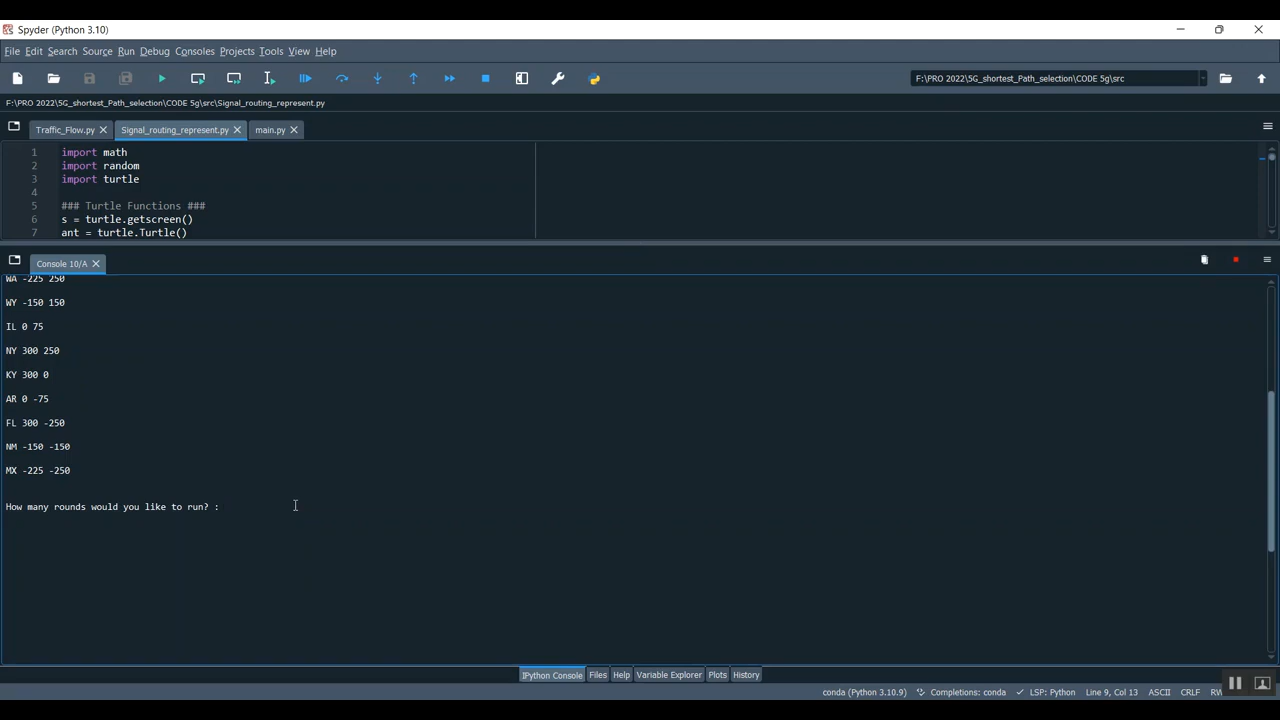 Spyder (Python 3.10)
File Edit Search Source Run Debug Consoles Projects Tools View Help
F:\PRO 2022\5G_shortest_Path_selection\CODE 5g\src
F:\PRO 2022\5G_shortest_Path_selection\CODE 5g\src\Signal_routing_represent.py
Traffic_Flow.py Signal_routing_represent.py main.py
1 import math
2 import random
3 import turtle
4
5 ### Turtle Functions ###
6 s = turtle.getscreen()
7 ant = turtle.Turtle()
Console 10/A
WA -225 250
WY -150 150
IL 0 75
NY 300 250
KY 300 0
AR 0 -75
FL 300 -250
NM -150 -150
MX -225 -250
How many rounds would you like to run? :
IPython Console Files Help Variable Explorer Plots History
conda (Python 3.10.9) Completions: conda LSP: Python Line 9, Col 13 ASCII CRLF RW